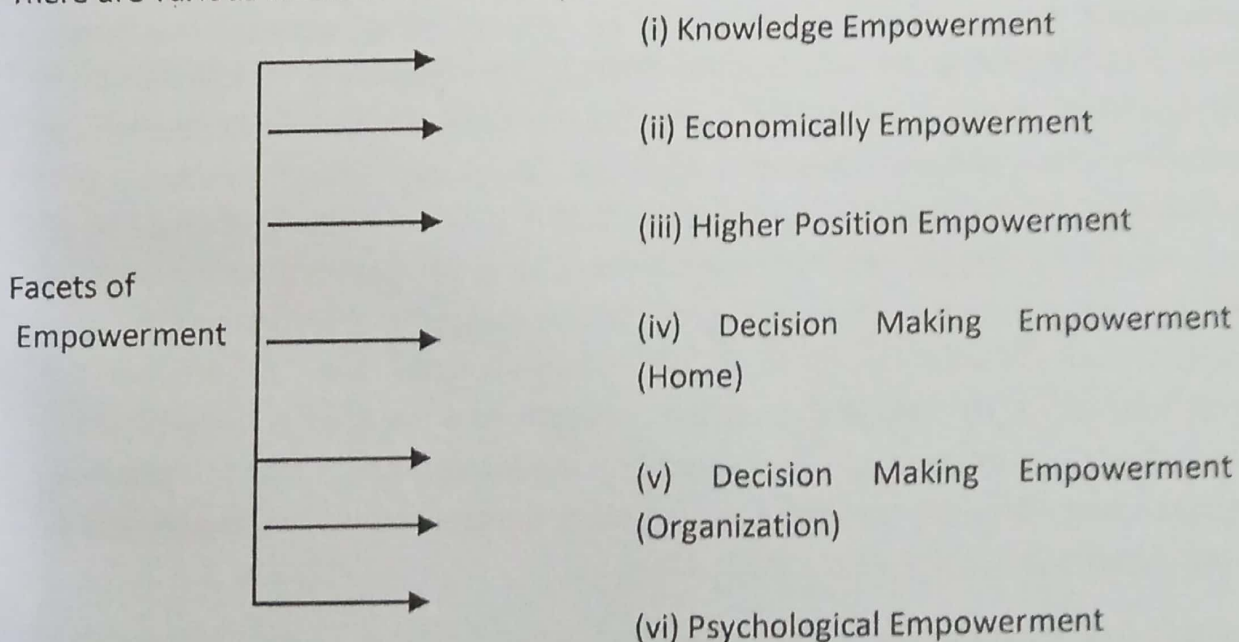 (i) Knowledge Empowerment
(ii) Economically Empowerment
(iii) Higher Position Empowerment
Facets of
Empowerment
(iv) Decision Making Empowerment
(Home)
(v) Decision Making Empowerment
(Organization)
(vi) Psychological Empowerment